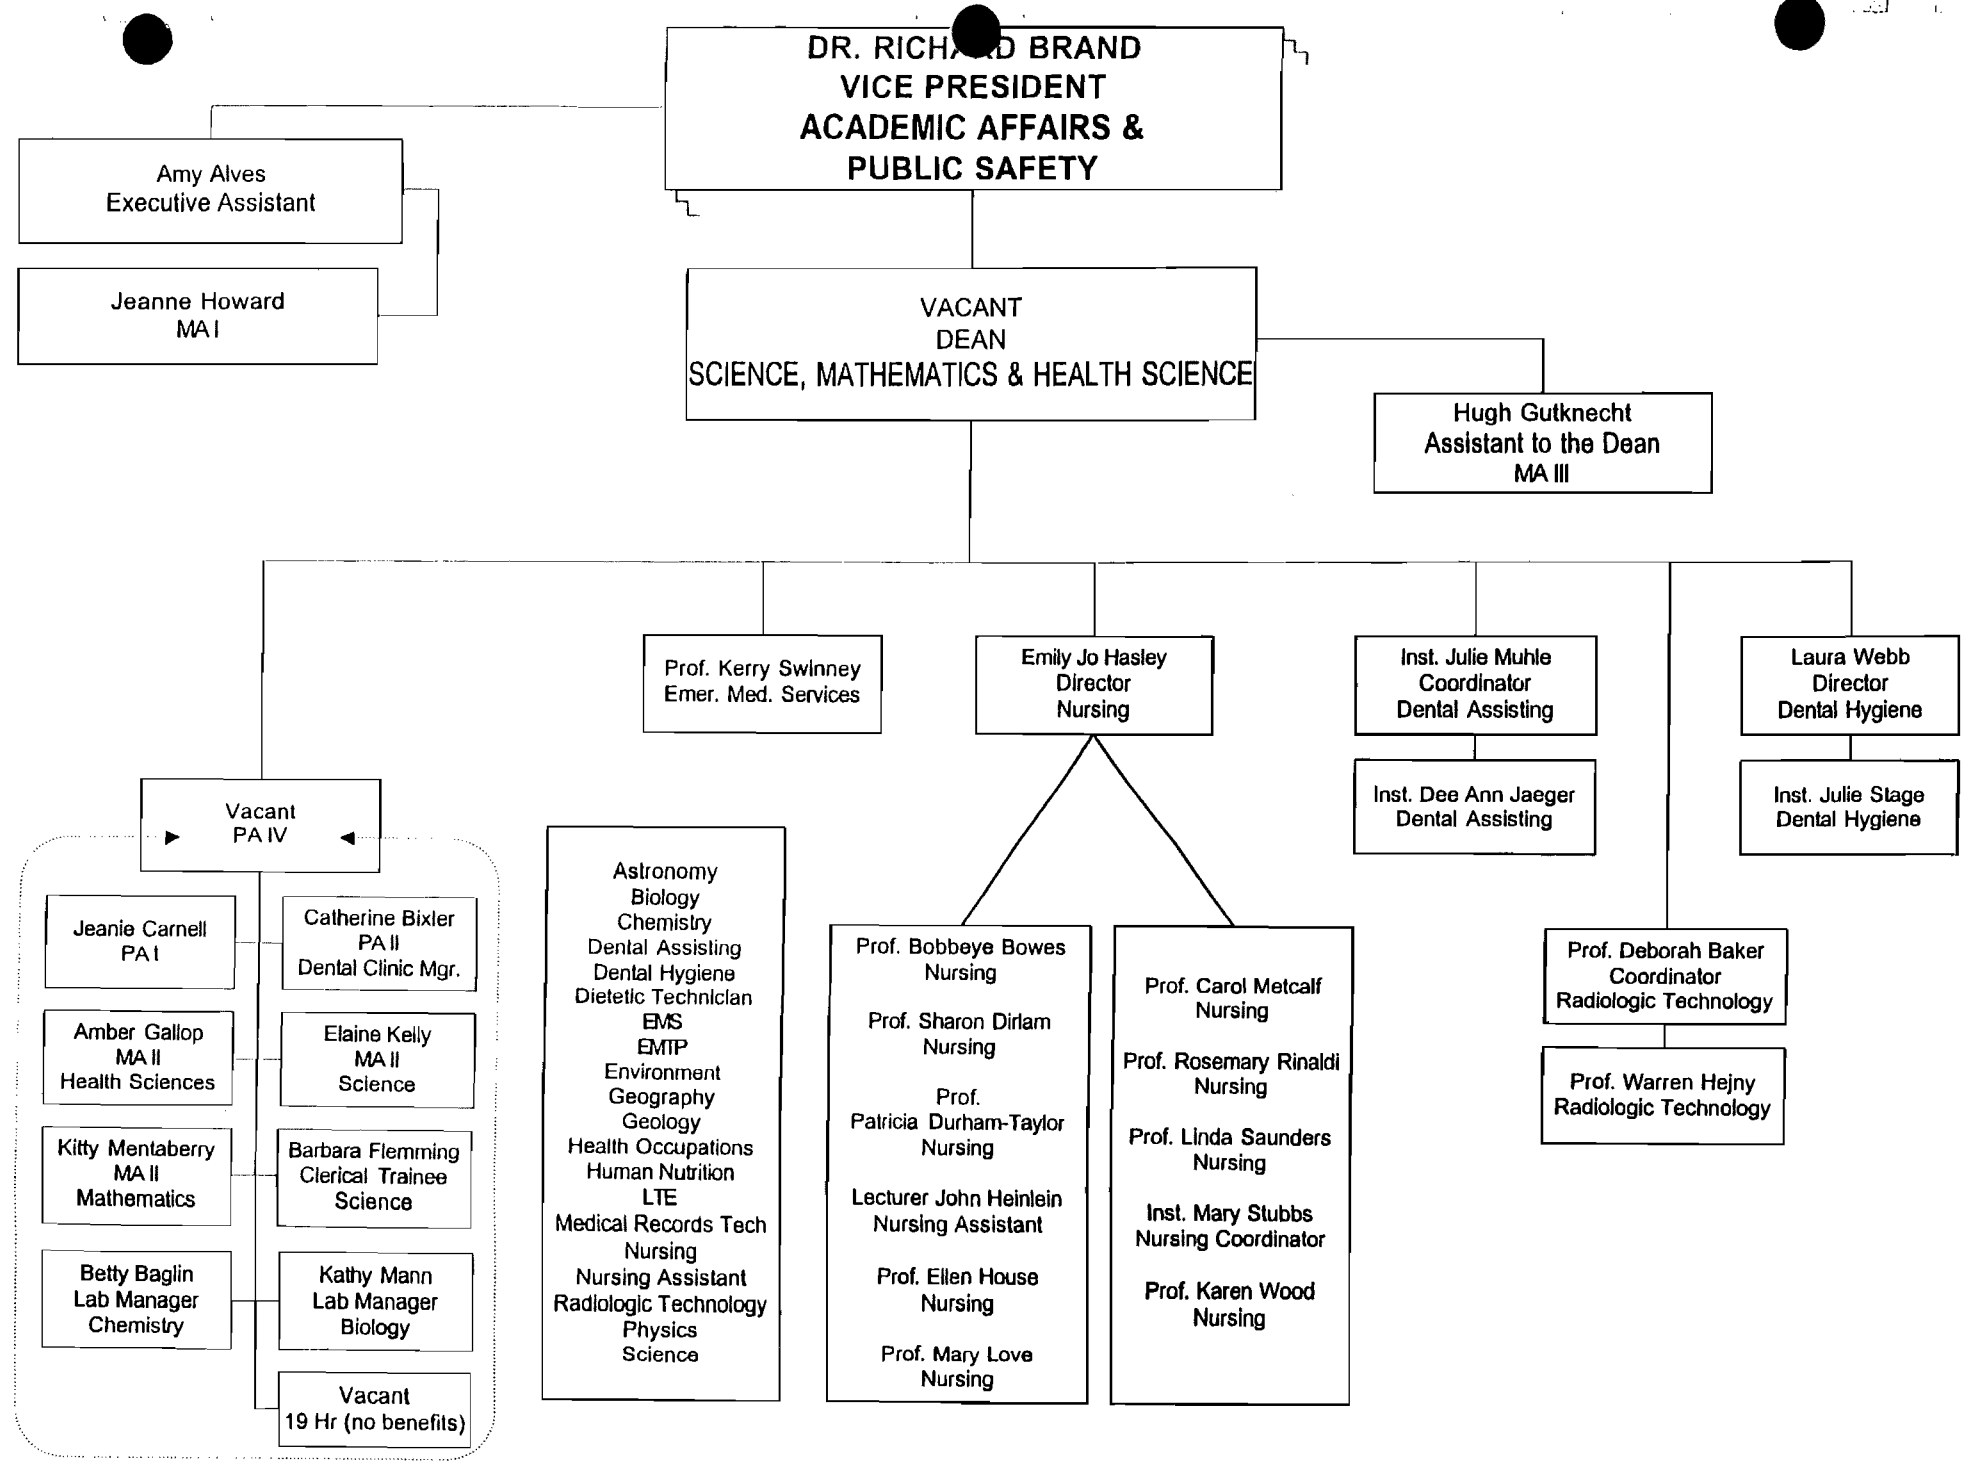 DR. RICHARD BRAND
VICE PRESIDENT
ACADEMIC AFFAIRS &
PUBLIC SAFETY
Amy Alves
Executive Assistant
Jeanne Howard
MA I
VACANT
DEAN
SCIENCE, MATHEMATICS & HEALTH SCIENCE
Hugh Gutknecht
Assistant to the Dean
MA III
Prof. Kerry Swinney
Emer. Med. Services
Emily Jo Hasley
Director
Nursing
Inst. Julie Muhle
Coordinator
Dental Assisting
Laura Webb
Director
Dental Hygiene
Inst. Dee Ann Jaeger
Dental Assisting
Inst. Julie Stage
Dental Hygiene
Vacant
PA IV
Jeanie Carnell
PA I
Catherine Bixler
PA II
Dental Clinic Mgr.
Amber Gallop
MA II
Health Sciences
Elaine Kelly
MA II
Science
Kitty Mentaberry
MA II
Mathematics
Barbara Flemming
Clerical Trainee
Science
Betty Baglin
Lab Manager
Chemistry
Kathy Mann
Lab Manager
Biology
Vacant
19 Hr (no benefits)
Astronomy
Biology
Chemistry
Dental Assisting
Dental Hygiene
Dietetic Technician
EMS
EMTP
Environment
Geography
Geology
Health Occupations
Human Nutrition
LTE
Medical Records Tech
Nursing
Nursing Assistant
Radiologic Technology
Physics
Science
Prof. Bobbeye Bowes
Nursing
Prof. Sharon Dirlam
Nursing
Prof.
Patricia Durham-Taylor
Nursing
Lecturer John Heinlein
Nursing Assistant
Prof. Ellen House
Nursing
Prof. Mary Love
Nursing
Prof. Carol Metcalf
Nursing
Prof. Rosemary Rinaldi
Nursing
Prof. Linda Saunders
Nursing
Inst. Mary Stubbs
Nursing Coordinator
Prof. Karen Wood
Nursing
Prof. Deborah Baker
Coordinator
Radiologic Technology
Prof. Warren Hejny
Radiologic Technology